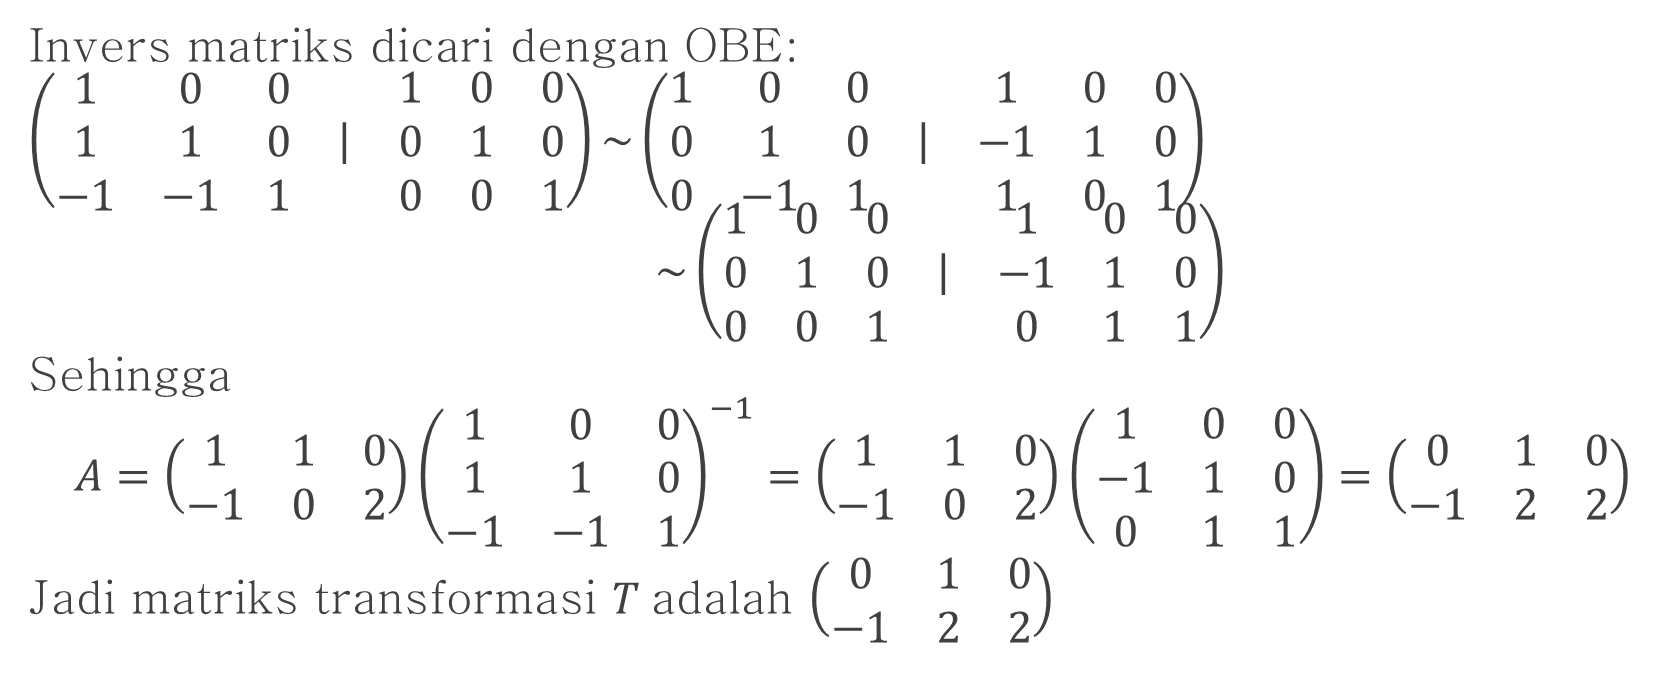 Invers matriks dicari dengan OBE:
( 1 0 0 | 1 0 0 ) ~ ( 1 0 0 | 1 0 0 )
( 1 1 0 | 0 1 0 ) ~ ( 0 1 0 | −1 1 0 )
( −1 −1 1 | 0 0 1 ) ~ ( 0 −1 1 | 1 0 1 )
~ ( 1 0 0 | 1 0 0 )
( 0 1 0 | −1 1 0 )
( 0 0 1 | 0 1 1 )
Sehingga
A = ( 1 1 0 ; −1 0 2 ) ( 1 0 0 ; 1 1 0 ; −1 −1 1 )⁻¹ = ( 1 1 0 ; −1 0 2 ) ( 1 0 0 ; −1 1 0 ; 0 1 1 ) = ( 0 1 0 ; −1 2 2 )
Jadi matriks transformasi T adalah ( 0 1 0 ; −1 2 2 )